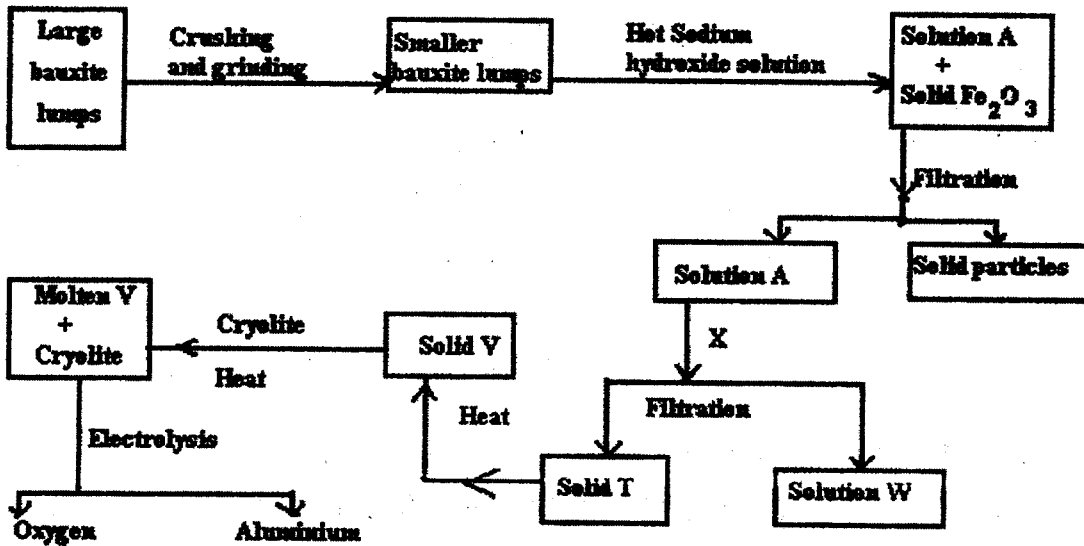 Large
bauxite
lumps
Crusking
and grinding
Smaller
bauxite lumps
Hot Sodium
hydroxide solution
Solution A
+
Solid Fe₂O₃
Filtration
Solution A
Solid particles
X
Filtration
Solid T
Solution W
Heat
Solid V
Cryolite
Heat
Molten V
+
Cryolite
Electrolysis
Oxygen
Aluminium